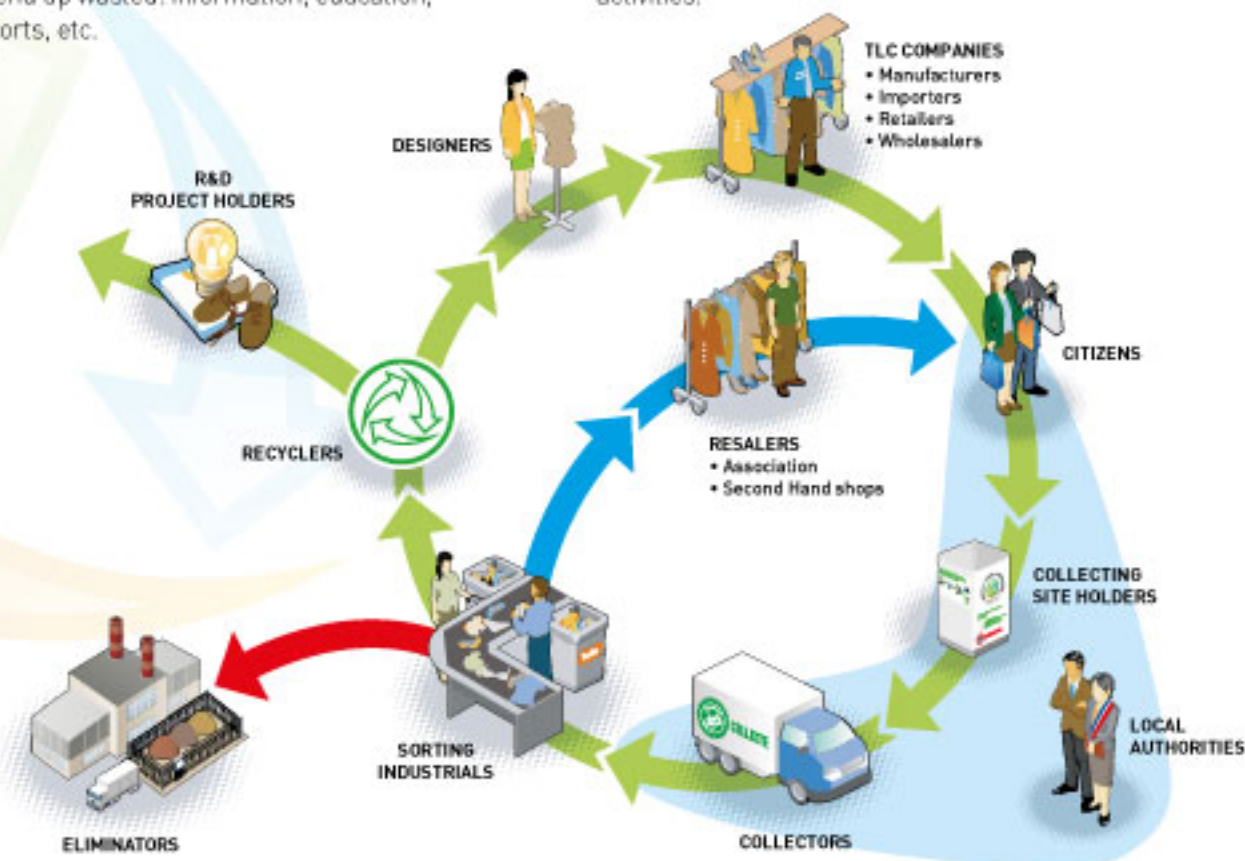 orts, etc.
TLC COMPANIES
• Manufacturers
• Importers
• Retailers
• Wholesalers
DESIGNERS
R&D
PROJECT HOLDERS
CITIZENS
RECYCLERS
RESALERS
• Association
• Second Hand shops
COLLECTING
SITE HOLDERS
COLLECTE
LOCAL
AUTHORITIES
SORTING
INDUSTRIALS
COLLECTORS
ELIMINATORS